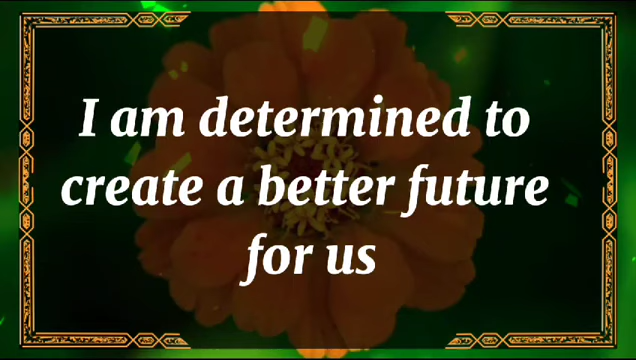 I am determined to
create a better future
for us